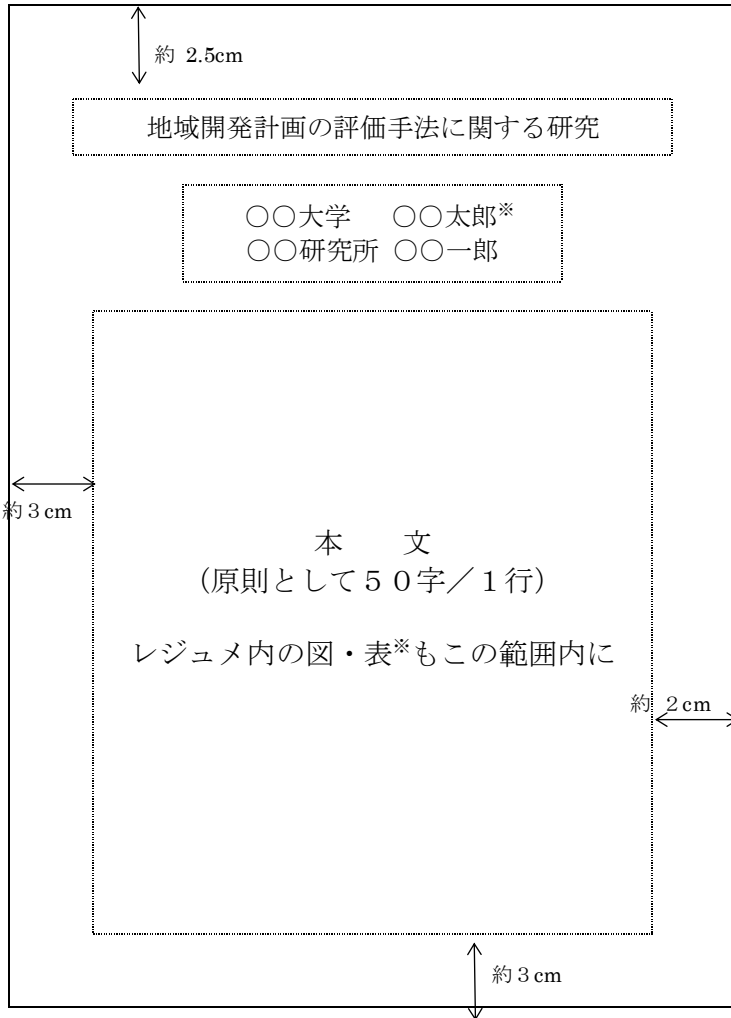 約 2.5cm
地域開発計画の評価手法に関する研究
○○大学 ○○太郎※
○○研究所 ○○一郎
約３cm
本 文
(原則として５０字／１行)
レジュメ内の図・表※もこの範囲内に
約 ２cm
約３cm